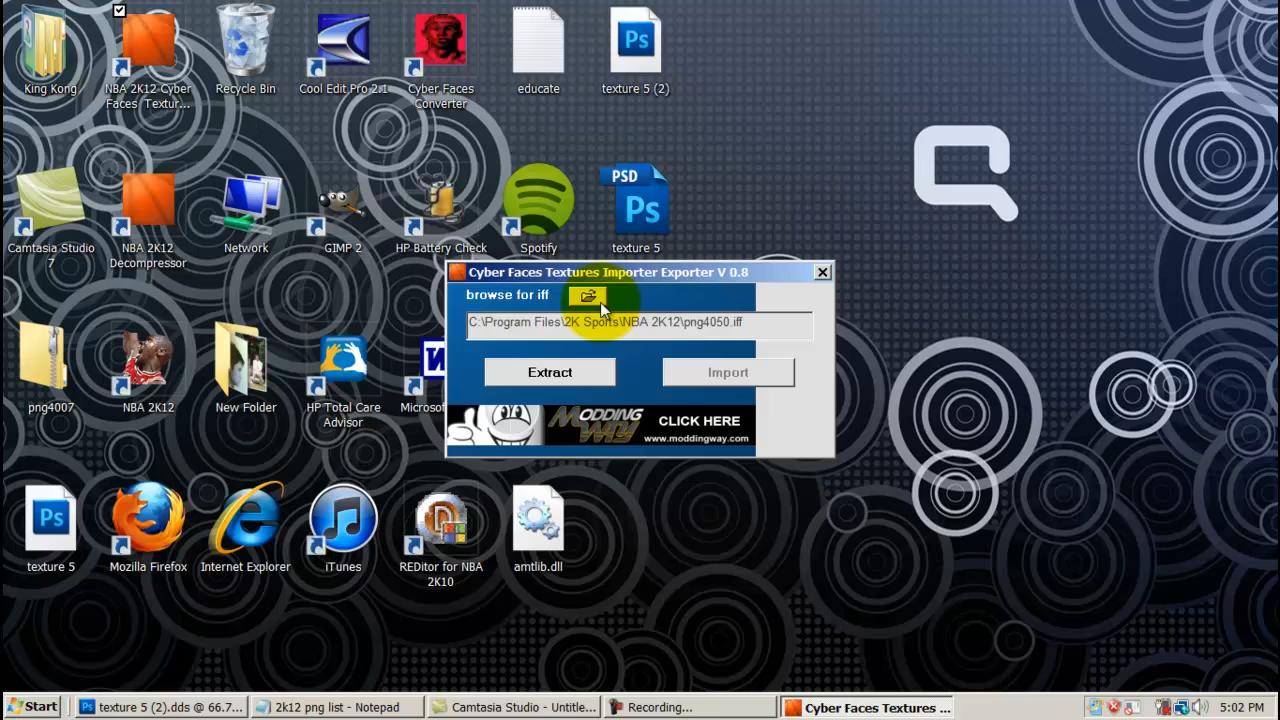 King Kong
NBA 2K12-Cyber
Faces Textur...
Recycle Bin
Cool Edit Pro 2.1
Cyber Faces
Converter
educate
Ps
texture 5 (2)
Camtasia Studio
7
NBA 2K12
Decompressor
Network
GIMP 2
HP Battery Check
Spotify
PSD
Ps
texture 5
Cyber Faces Textures Importer Exporter V 0.8
browse for iff
C:\Program Files\2K Sports\NBA 2K12\png4050.iff
Extract
Import
MODDING WAY
CLICK HERE
www.moddingway.com
png4007
NBA 2K12
New Folder
HP Total Care
Advisor
W
Microsof
Ps
texture 5
Mozilla Firefox
Internet Explorer
iTunes
REDitor for NBA
2K10
amtlib.dll
Start
Ps
texture 5 (2).dds @ 66.7...
2k12 png list - Notepad
Camtasia Studio - Untitle...
Recording...
Cyber Faces Textures ...
5:02 PM